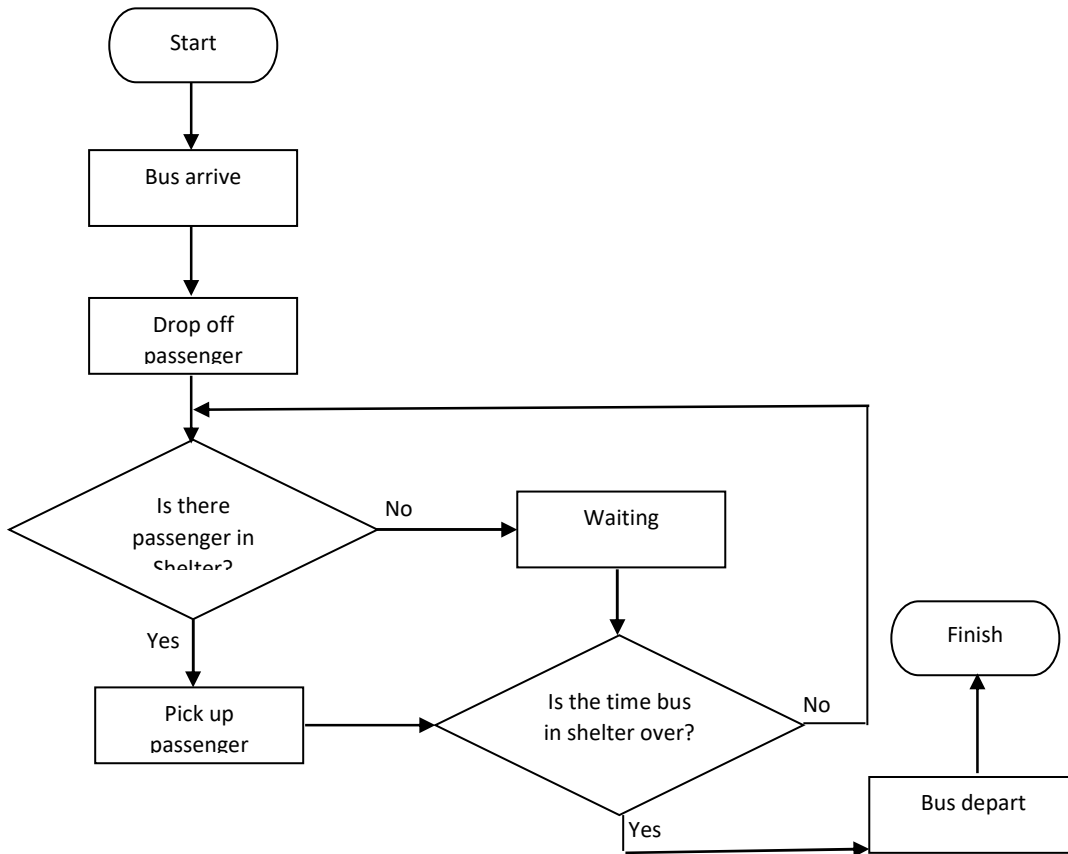 Start
Bus arrive
Drop off
passenger
Is there
passenger in
Shelter?
No
Waiting
Yes
Pick up
passenger
Is the time bus
in shelter over?
No
Yes
Bus depart
Finish